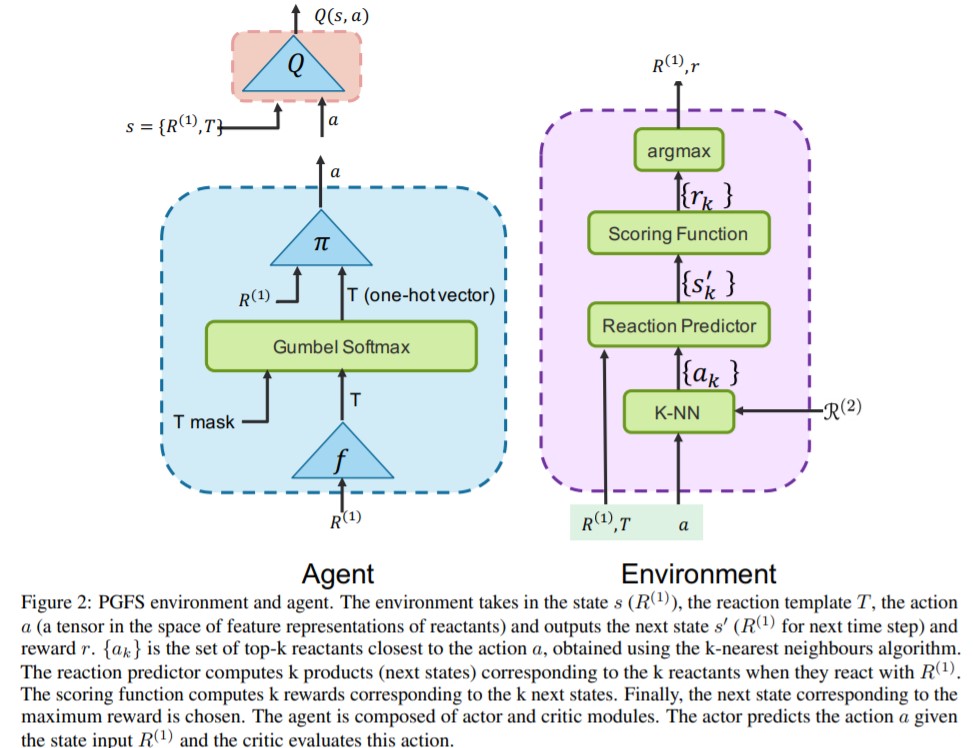 Q(s, a)
Q
s = {R⁽¹⁾,T}
a
a
π
R⁽¹⁾
T (one-hot vector)
Gumbel Softmax
T mask
T
f
R⁽¹⁾
Agent
R⁽¹⁾,r
argmax
{rₖ }
Scoring Function
{s′ₖ }
Reaction Predictor
{aₖ }
K-NN
ℛ⁽²⁾
R⁽¹⁾,T
a
Environment
Figure 2: PGFS environment and agent. The environment takes in the state s (R⁽¹⁾), the reaction template T, the action
a (a tensor in the space of feature representations of reactants) and outputs the next state s′ (R⁽¹⁾ for next time step) and
reward r. {aₖ} is the set of top-k reactants closest to the action a, obtained using the k-nearest neighbours algorithm.
The reaction predictor computes k products (next states) corresponding to the k reactants when they react with R⁽¹⁾.
The scoring function computes k rewards corresponding to the k next states. Finally, the next state corresponding to the
maximum reward is chosen. The agent is composed of actor and critic modules. The actor predicts the action a given
the state input R⁽¹⁾ and the critic evaluates this action.